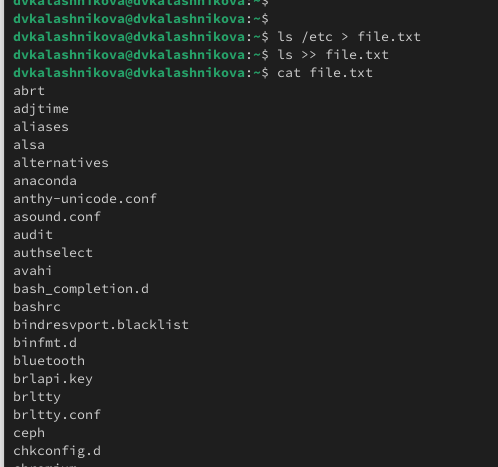 dvkalashnikova@dvkalashnikova:~$
dvkalashnikova@dvkalashnikova:~$
dvkalashnikova@dvkalashnikova:~$ ls /etc > file.txt
dvkalashnikova@dvkalashnikova:~$ ls >> file.txt
dvkalashnikova@dvkalashnikova:~$ cat file.txt
abrt
adjtime
aliases
alsa
alternatives
anaconda
anthy-unicode.conf
asound.conf
audit
authselect
avahi
bash_completion.d
bashrc
bindresvport.blacklist
binfmt.d
bluetooth
brlapi.key
brltty
brltty.conf
ceph
chkconfig.d